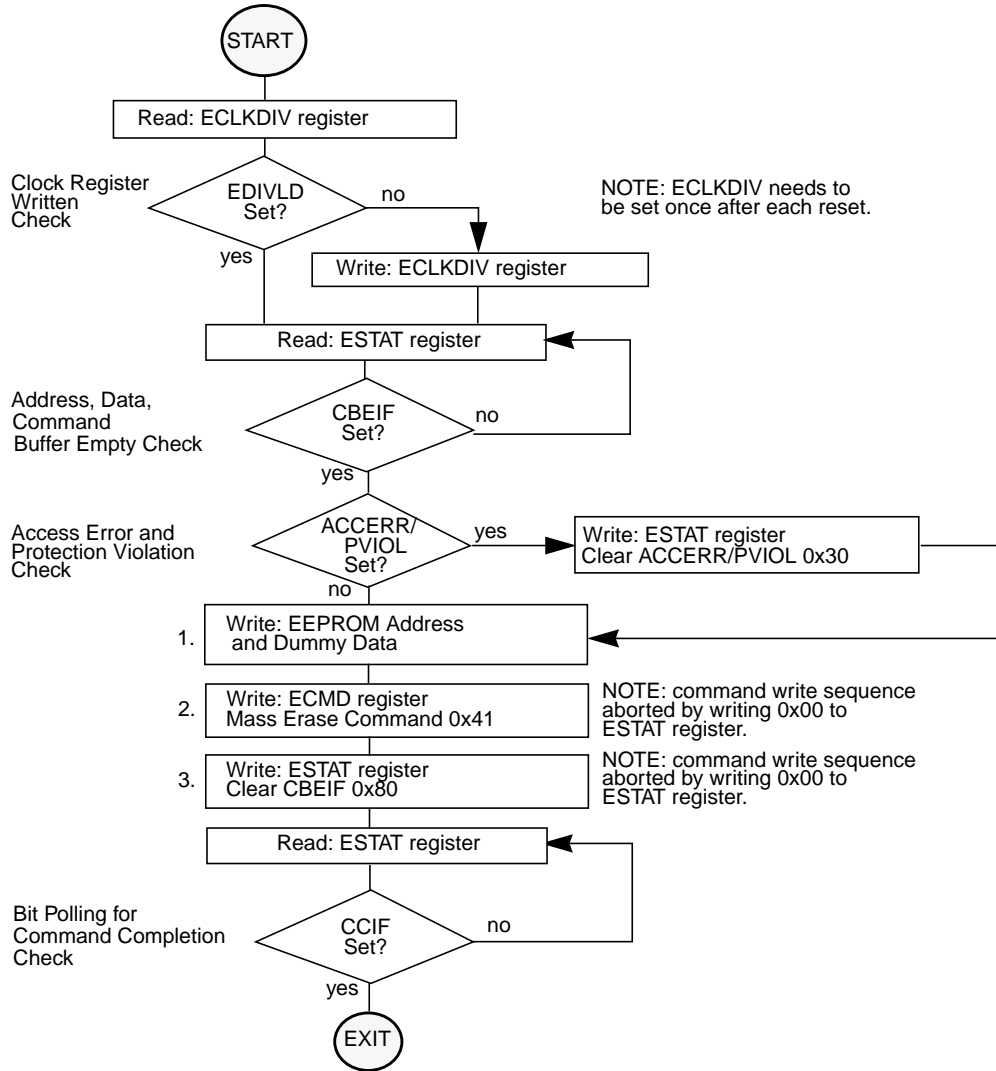 START
Read: ECLKDIV register
Clock Register
Written
Check
EDIVLD
Set?
no
yes
NOTE: ECLKDIV needs to
be set once after each reset.
Write: ECLKDIV register
Read: ESTAT register
Address, Data,
Command
Buffer Empty Check
CBEIF
Set?
no
yes
Access Error and
Protection Violation
Check
ACCERR/
PVIOL
Set?
yes
no
Write: ESTAT register
Clear ACCERR/PVIOL 0x30
1.
Write: EEPROM Address
and Dummy Data
2.
Write: ECMD register
Mass Erase Command 0x41
NOTE: command write sequence
aborted by writing 0x00 to
ESTAT register.
3.
Write: ESTAT register
Clear CBEIF 0x80
NOTE: command write sequence
aborted by writing 0x00 to
ESTAT register.
Read: ESTAT register
Bit Polling for
Command Completion
Check
CCIF
Set?
no
yes
EXIT